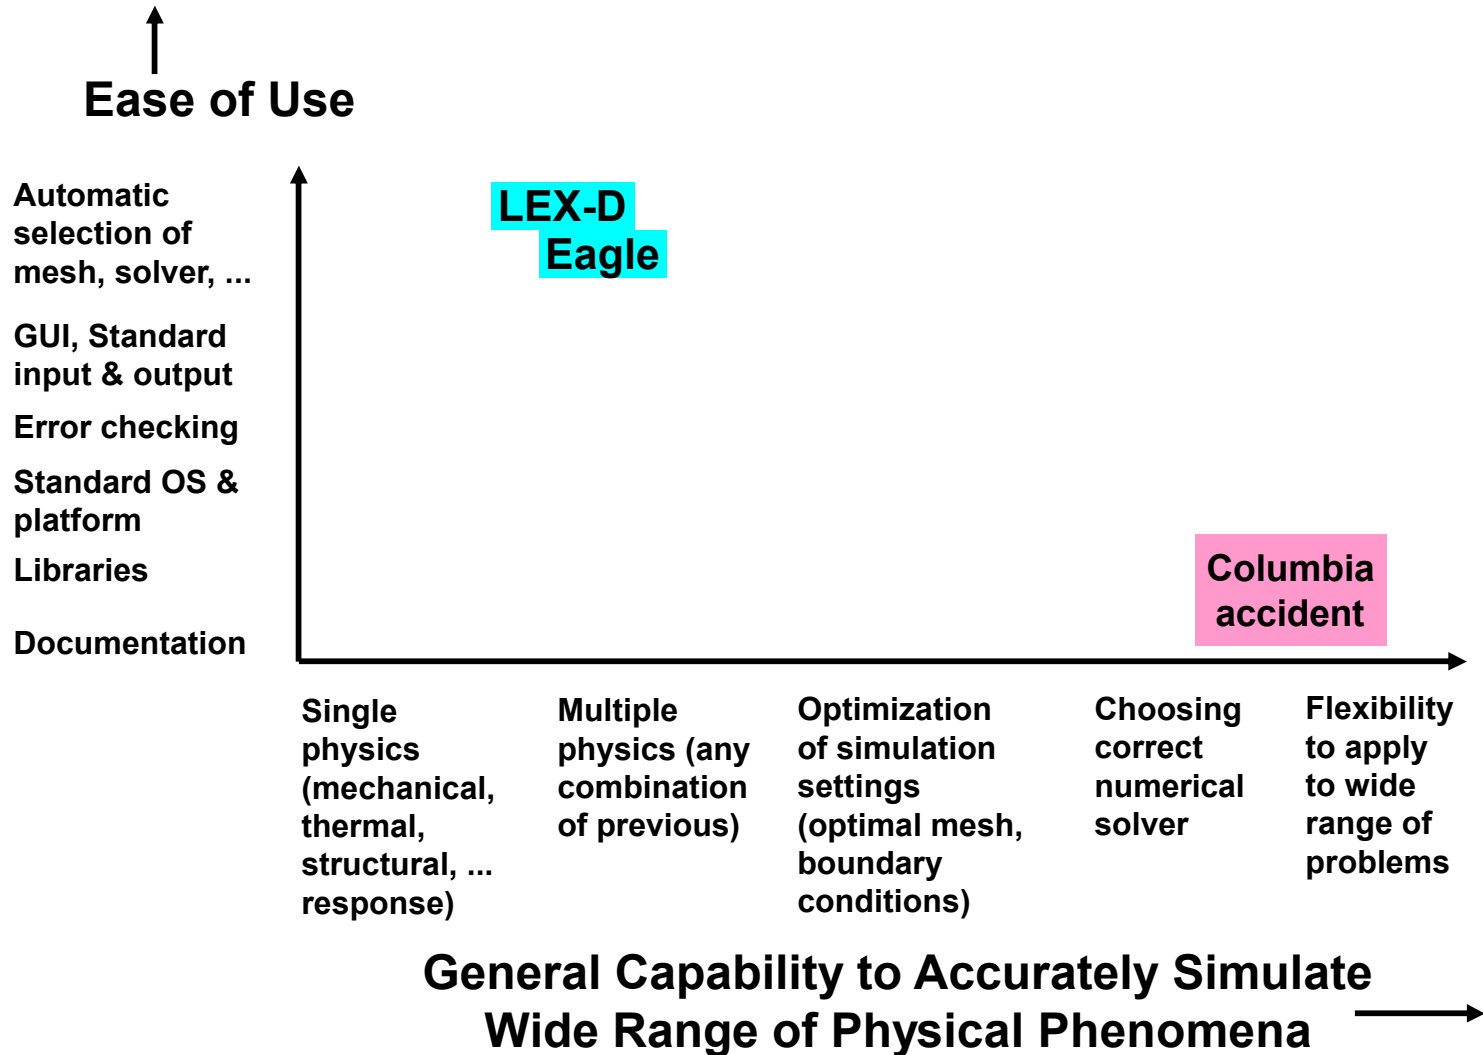 Ease of Use
Automatic
selection of
mesh, solver, ...
GUI, Standard
input & output
Error checking
Standard OS &
platform
Libraries
Documentation
LEX-D
Eagle
Columbia
accident
Single
physics
(mechanical,
thermal,
structural, ...
response)
Multiple
physics (any
combination
of previous)
Optimization
of simulation
settings
(optimal mesh,
boundary
conditions)
Choosing
correct
numerical
solver
Flexibility
to apply
to wide
range of
problems
General Capability to Accurately Simulate
Wide Range of Physical Phenomena